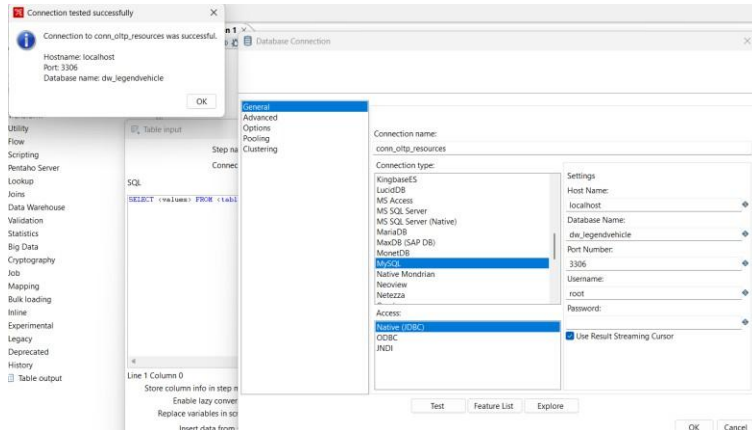 Connection tested successfully
Connection to conn_oltp_resources was successful.
Hostname: localhost
Port: 3306
Database name: dw_legendvehicle
OK
Database Connection
Utility
Flow
Scripting
Pentaho Server
Lookup
Joins
Data Warehouse
Validation
Statistics
Big Data
Cryptography
Job
Mapping
Bulk loading
Inline
Experimental
Legacy
Deprecated
History
Table output
Table input
Step na
Connec
SQL
SELECT <values> FROM <tabl
Line 1 Column 0
Store column info in step m
Enable lazy conver
Replace variables in scr
Insert data from
General
Advanced
Options
Pooling
Clustering
Connection name:
conn_oltp_resources
Connection type:
KingbaseES
LucidDB
MS Access
MS SQL Server
MS SQL Server (Native)
MariaDB
MaxDB (SAP DB)
MonetDB
MySQL
Native Mondrian
Neoview
Netezza
Access:
Native (JDBC)
ODBC
JNDI
Settings
Host Name:
localhost
Database Name:
dw_legendvehicle
Port Number:
3306
Username:
root
Password:
Use Result Streaming Cursor
Test
Feature List
Explore
OK
Cancel